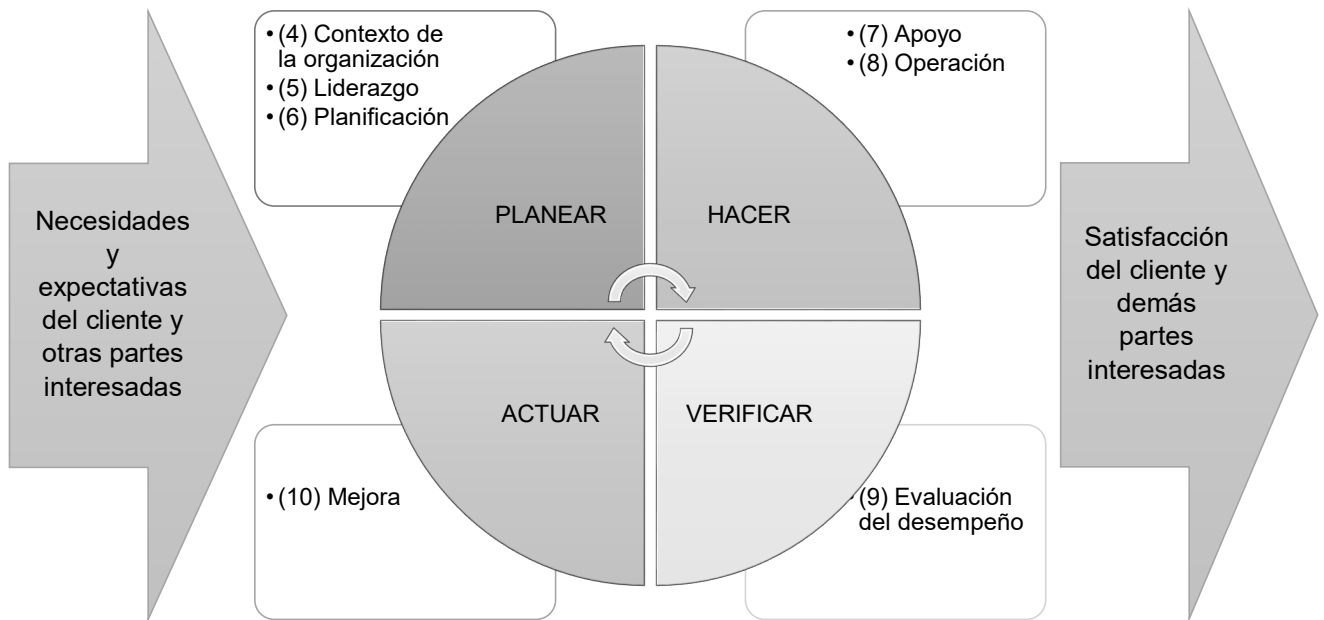 Necesidades
y
expectativas
del cliente y
otras partes
interesadas
• (4) Contexto de
la organización
• (5) Liderazgo
• (6) Planificación
• (7) Apoyo
• (8) Operación
PLANEAR
HACER
ACTUAR
VERIFICAR
• (10) Mejora
• (9) Evaluación
del desempeño
Satisfacción
del cliente y
demás
partes
interesadas